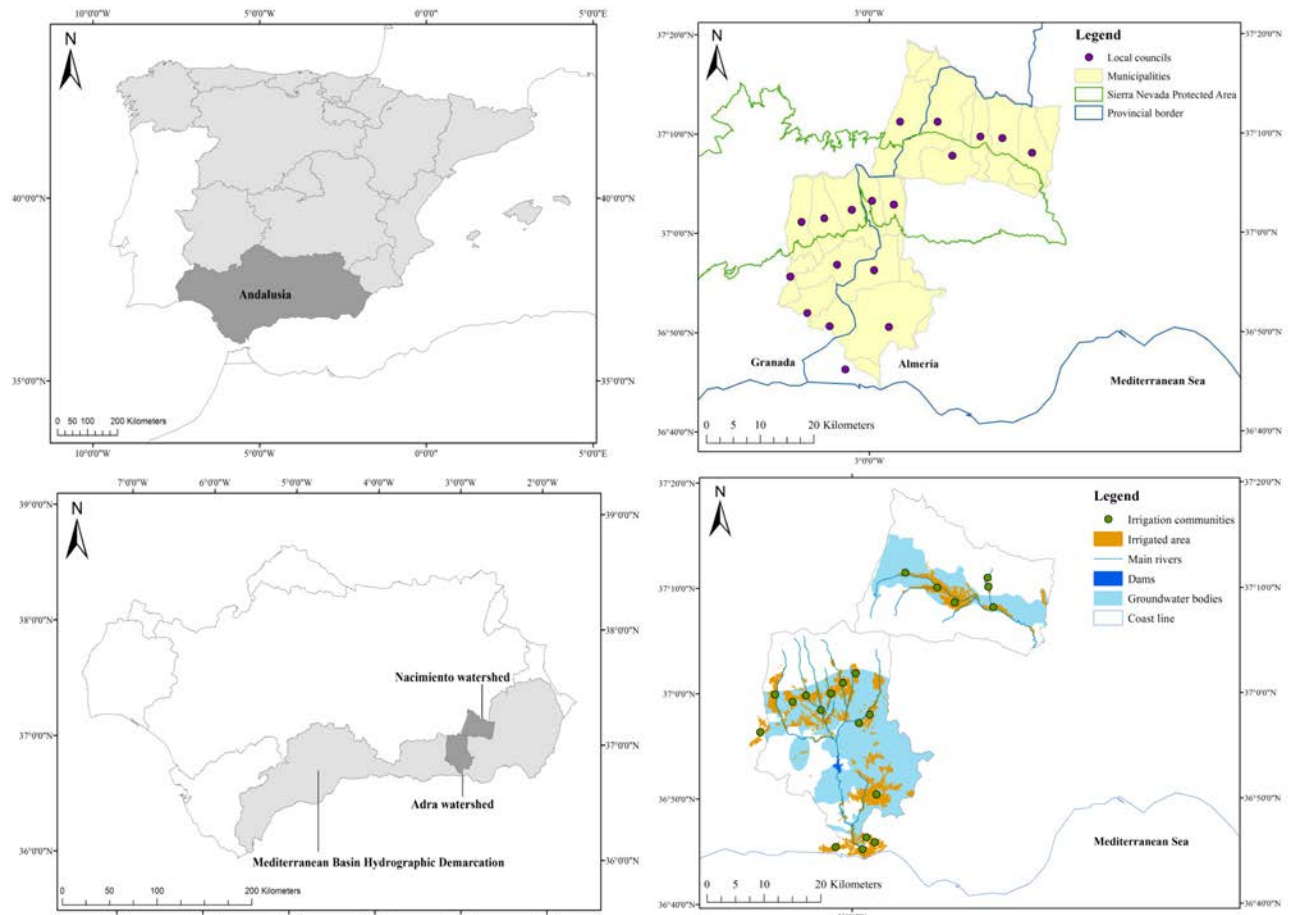 10°0'0"W 5°0'0"W 0°0'0" 5°0'0"E
N
40°0'0"N 40°0'0"N
Andalusia
35°0'0"N 35°0'0"N
0 50 100 200 Kilometers
10°0'0"W 5°0'0"W 0°0'0" 5°0'0"E
3°0'0"W
37°20'0"N 37°20'0"N
N
Legend
Local councils
Municipalities
Sierra Nevada Protected Area
Provincial border
37°10'0"N 37°10'0"N
37°0'0"N 37°0'0"N
36°50'0"N 36°50'0"N
Granada Almería
Mediterranean Sea
0 5 10 20 Kilometers
36°40'0"N 36°40'0"N
3°0'0"W
7°0'0"W 6°0'0"W 5°0'0"W 4°0'0"W 3°0'0"W 2°0'0"W
39°0'0"N 39°0'0"N
N
38°0'0"N 38°0'0"N
Nacimiento watershed
37°0'0"N 37°0'0"N
Adra watershed
Mediterranean Basin Hydrographic Demarcation
36°0'0"N 36°0'0"N
0 50 100 200 Kilometers
37°20'0"N 37°20'0"N
N
Legend
Irrigation communities
Irrigated area
Main rivers
Dams
Groundwater bodies
Coast line
37°10'0"N 37°10'0"N
37°0'0"N 37°0'0"N
36°50'0"N 36°50'0"N
Mediterranean Sea
0 5 10 20 Kilometers
36°40'0"N 36°40'0"N